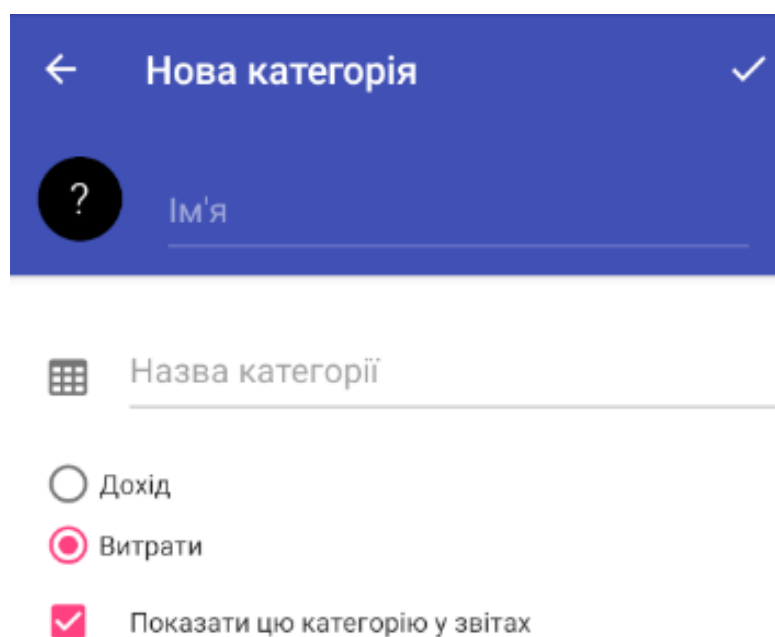 Нова категорія
?
Ім'я
Назва категорії
Дохід
Витрати
Показати цю категорію у звітах